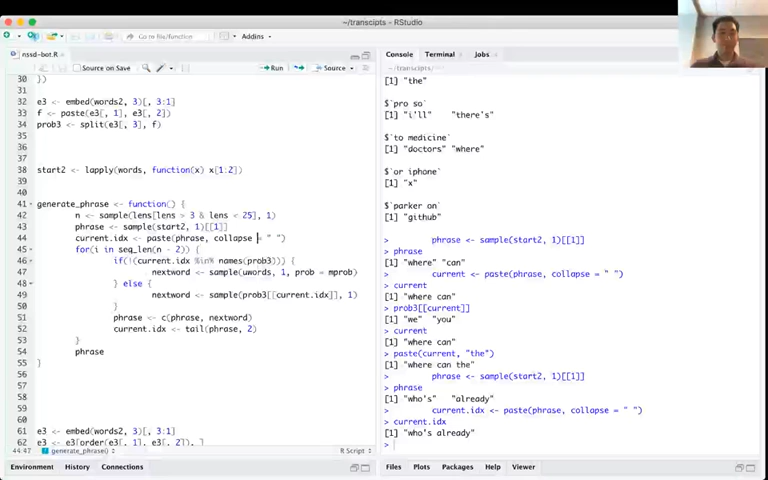 ~/transcipts - RStudio
Go to file/function
Addins
nssd-bot.R
Source on Save
Run
Source
30 })
31
32 e3 <- embed(words2, 3)[, 3:1]
33 f <- paste(e3[, 1], e3[, 2])
34 prob3 <- split(e3[, 3], f)
35
36
37
38 start2 <- lapply(words, function(x) x[1:2])
39
40
41 generate_phrase <- function() {
42 n <- sample(lens[lens > 3 & lens < 25], 1)
43 phrase <- sample(start2, 1)[[1]]
44 current.idx <- paste(phrase, collapse = " ")
45 for(i in seq_len(n - 2)) {
46 if(!(current.idx %in% names(prob3))) {
47 nextword <- sample(uwords, 1, prob = mprob)
48 } else {
49 nextword <- sample(prob3[[current.idx]], 1)
50 }
51 phrase <- c(phrase, nextword)
52 current.idx <- tail(phrase, 2)
53 }
54 phrase
55 }
56
57
58
59
60
61 e3 <- embed(words2, 3)[, 3:1]
62 e3 <- e3[order(e3[, 1], e3[, 2]), ]
44:47 generate_phrase()
R Script
Environment History Connections
Console Terminal Jobs
~/transcipts/
[1] "the"
$`pro so`
[1] "i'll" "there's"
$`to medicine`
[1] "doctors" "where"
$`or iphone`
[1] "x"
$`parker on`
[1] "github"
> phrase <- sample(start2, 1)[[1]]
> phrase
[1] "where" "can"
> current <- paste(phrase, collapse = " ")
> current
[1] "where can"
> prob3[[current]]
[1] "we" "you"
> current
[1] "where can"
> paste(current, "the")
[1] "where can the"
> phrase <- sample(start2, 1)[[1]]
> phrase
[1] "who's" "already"
> current.idx <- paste(phrase, collapse = " ")
> current.idx
[1] "who's already"
>
Files Plots Packages Help Viewer